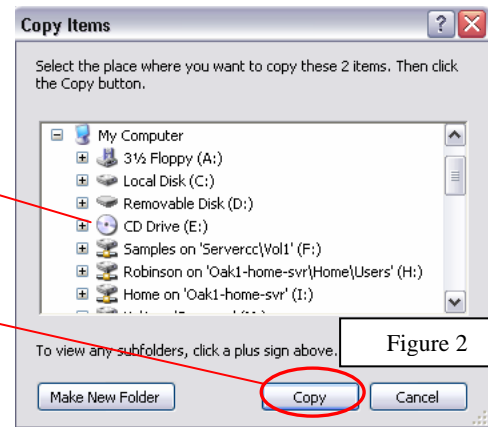 Copy Items
Select the place where you want to copy these 2 items. Then click
the Copy button.
My Computer
3½ Floppy (A:)
Local Disk (C:)
Removable Disk (D:)
CD Drive (E:)
Samples on 'Servercc\Vol1' (F:)
Robinson on 'Oak1-home-svr\Home\Users' (H:)
Home on 'Oak1-home-svr' (I:)
To view any subfolders, click a plus sign above.
Figure 2
Make New Folder
Copy
Cancel